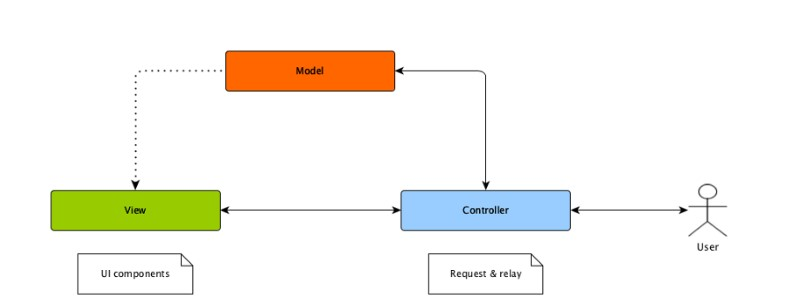 Model
View
Controller
User
UI components
Request & relay